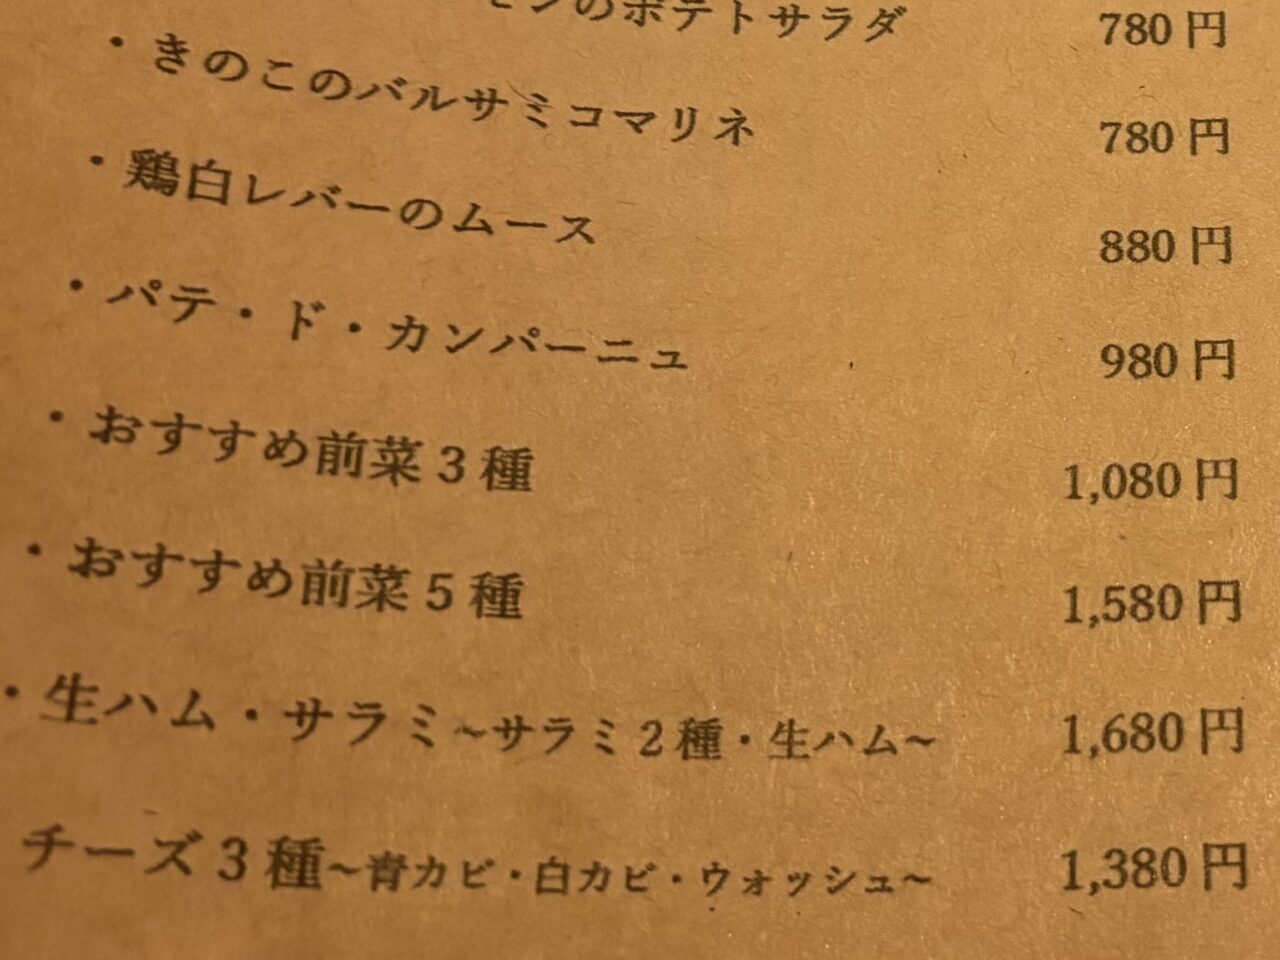 ンのポテトサラダ 780円
・きのこのバルサミコマリネ 780円
・鶏白レバーのムース 880円
・パテ・ド・カンパーニュ 980円
・おすすめ前菜3種 1,080円
・おすすめ前菜5種 1,580円
・生ハム・サラミ~サラミ2種・生ハム~ 1,680円
チーズ3種~青カビ・白カビ・ウォッシュ~ 1,380円